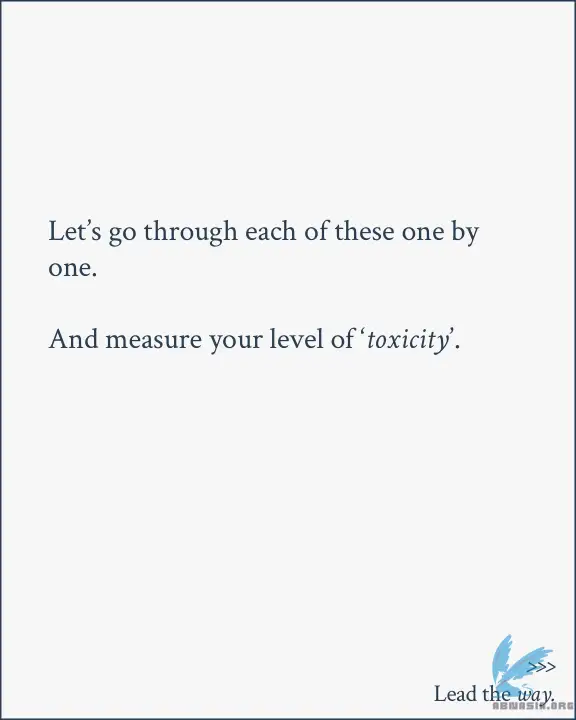 Let’s go through each of these one by
one.
And measure your level of ‘toxicity’.
>>>
Lead the way.
ABWASIM.ORG